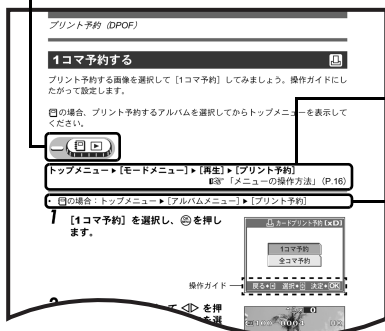 プリント予約（DPOF）
1コマ予約する
プリント予約する画像を選択して［1コマ予約］してみましょう。操作ガイドにし
たがって設定します。
の場合、プリント予約するアルバムを選択してからトップメニューを表示して
ください。
トップメニュー ▶［モードメニュー］▶［再生］▶［プリント予約］
「メニューの操作方法」（P.16）
• の場合：トップメニュー ▶［アルバムメニュー］▶［プリント予約］
1 ［1コマ予約］を選択し、を押し
ます。
カードプリント予約 [xD]
1コマ予約
全コマ予約
操作ガイド
戻る 選択 決定 OK
て を押
を選
0
100-0001